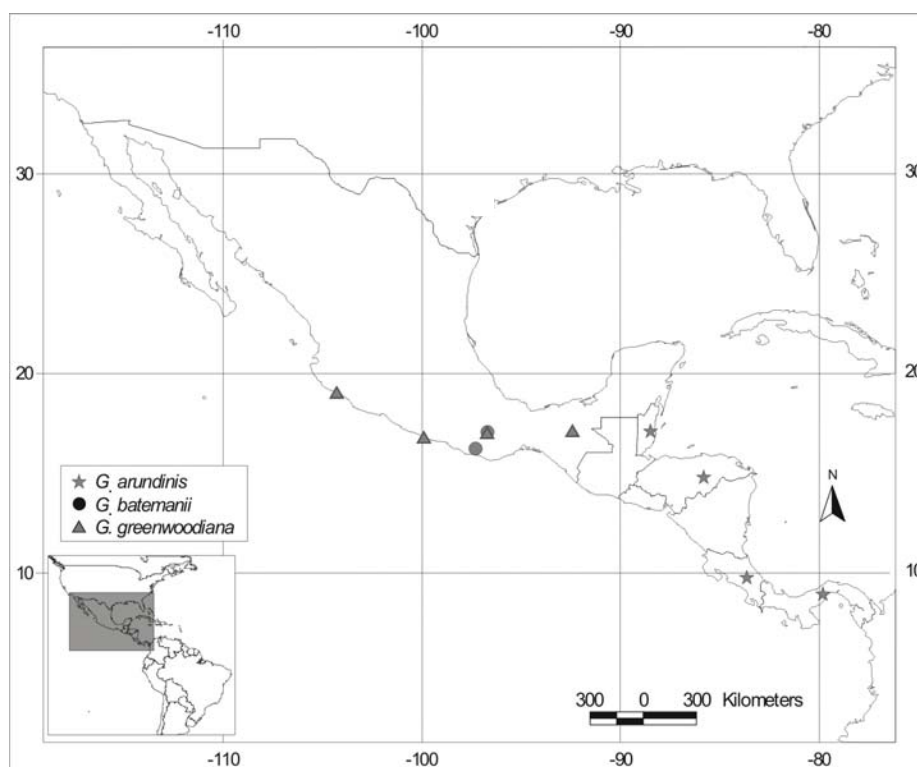 -110 -100 -90 -80
30 30
20 20
N
G. arundinis
G. batemanii
G. greenwoodiana
10 10
300 0 300 Kilometers
-110 -100 -90 -80